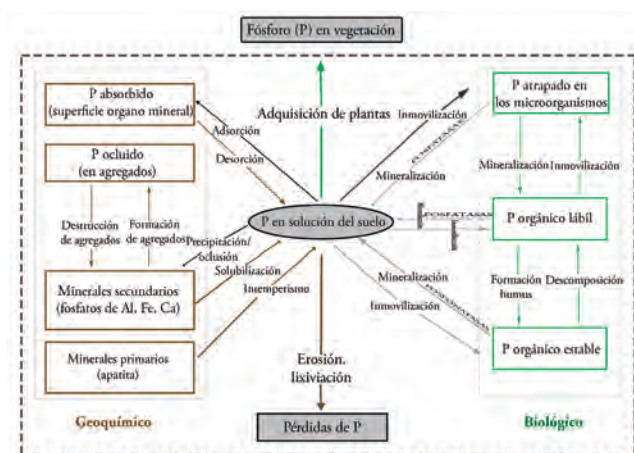 Fósforo (P) en vegetación
P absorbido
(superficie organo mineral)
P ocluido
(en agregados)
Destrucción
de agregados
Formación
de agregados
Minerales secundarios
(fosfatos de Al, Fe, Ca)
Minerales primarios
(apatita)
Geoquímico
Adsorción
Desorción
Precipitación/
oclusión
Solubilización
Intemperismo
Adquisición de plantas
P en solución del suelo
Erosión.
lixiviación
Pérdidas de P
Inmovilización
FOSFATASAS
Mineralización
FOSFATASAS
Mineralización
FOSFATASAS
Inmovilización
P atrapado en
los microorganismos
Mineralización
Inmovilización
P orgánico lábil
Formación
humus
Descomposición
P orgánico estable
Biológico